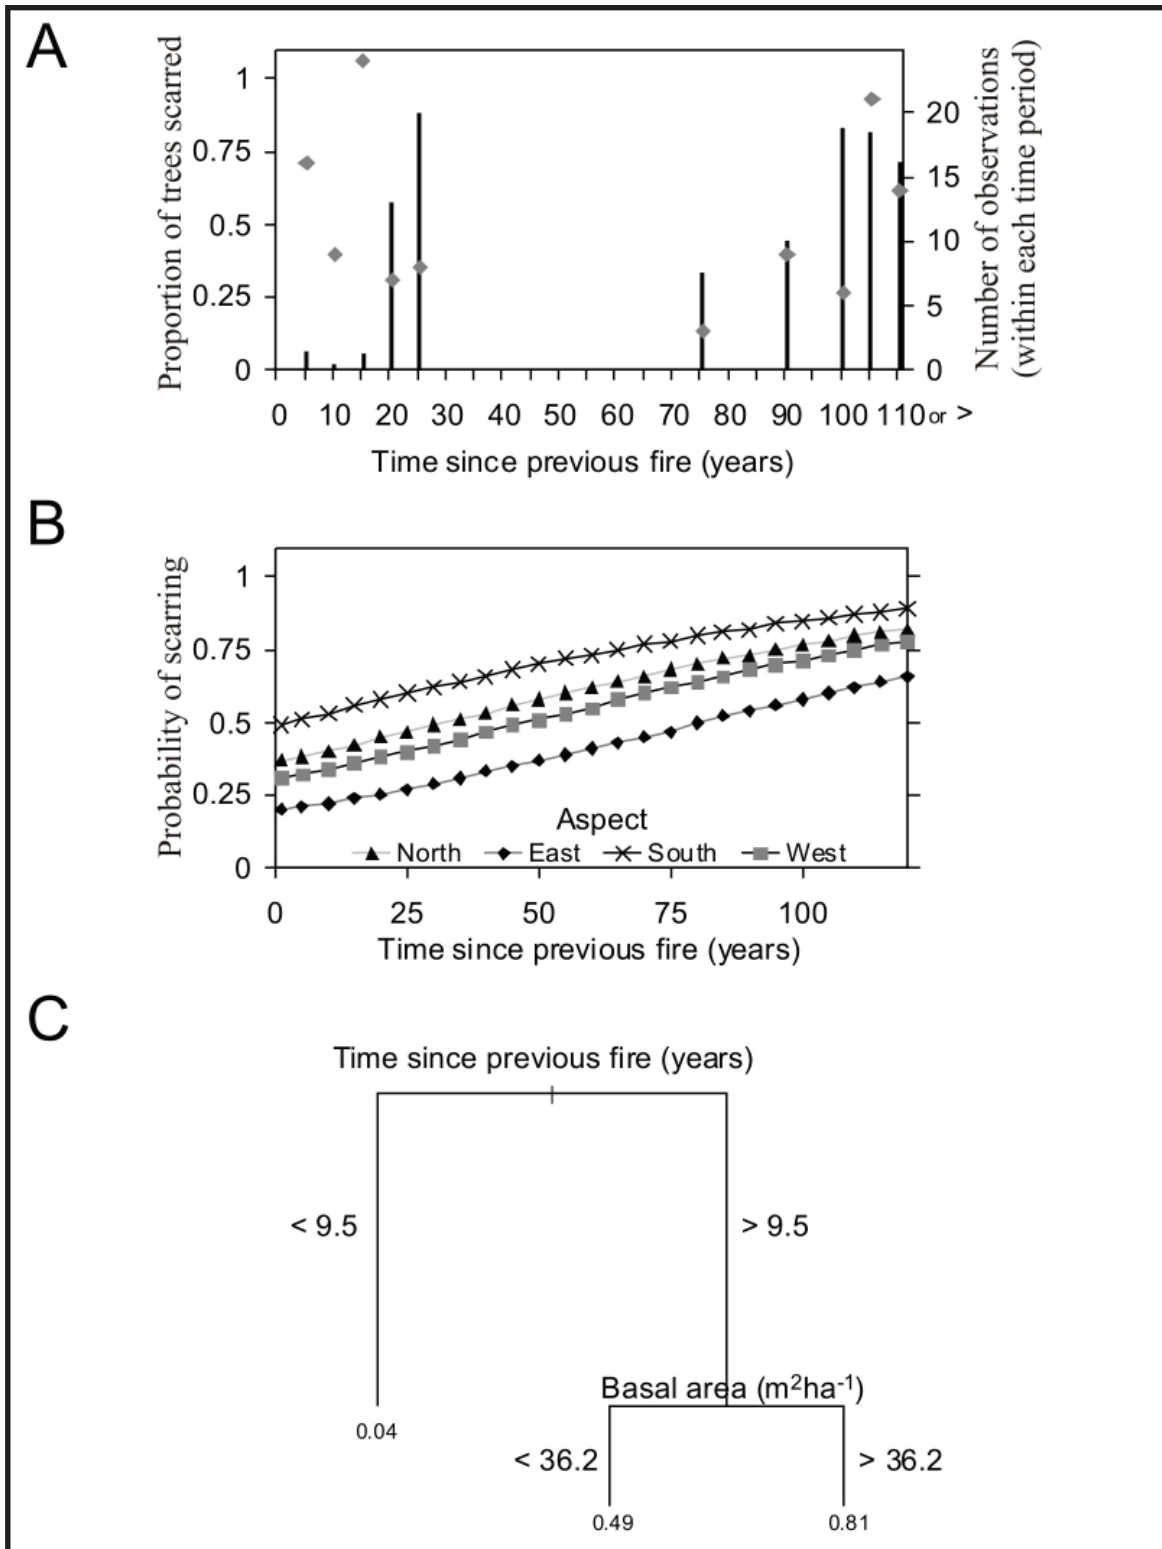 A
Proportion of trees scarred
1
0.75
0.5
0.25
0
20
15
10
5
0
Number of observations
(within each time period)
0 10 20 30 40 50 60 70 80 90 100 110 or >
Time since previous fire (years)
B
Probability of scarring
1
0.75
0.5
0.25
0
Aspect
North East South West
0 25 50 75 100
Time since previous fire (years)
C
Time since previous fire (years)
< 9.5 > 9.5
Basal area (m²ha⁻¹)
0.04
< 36.2 > 36.2
0.49 0.81